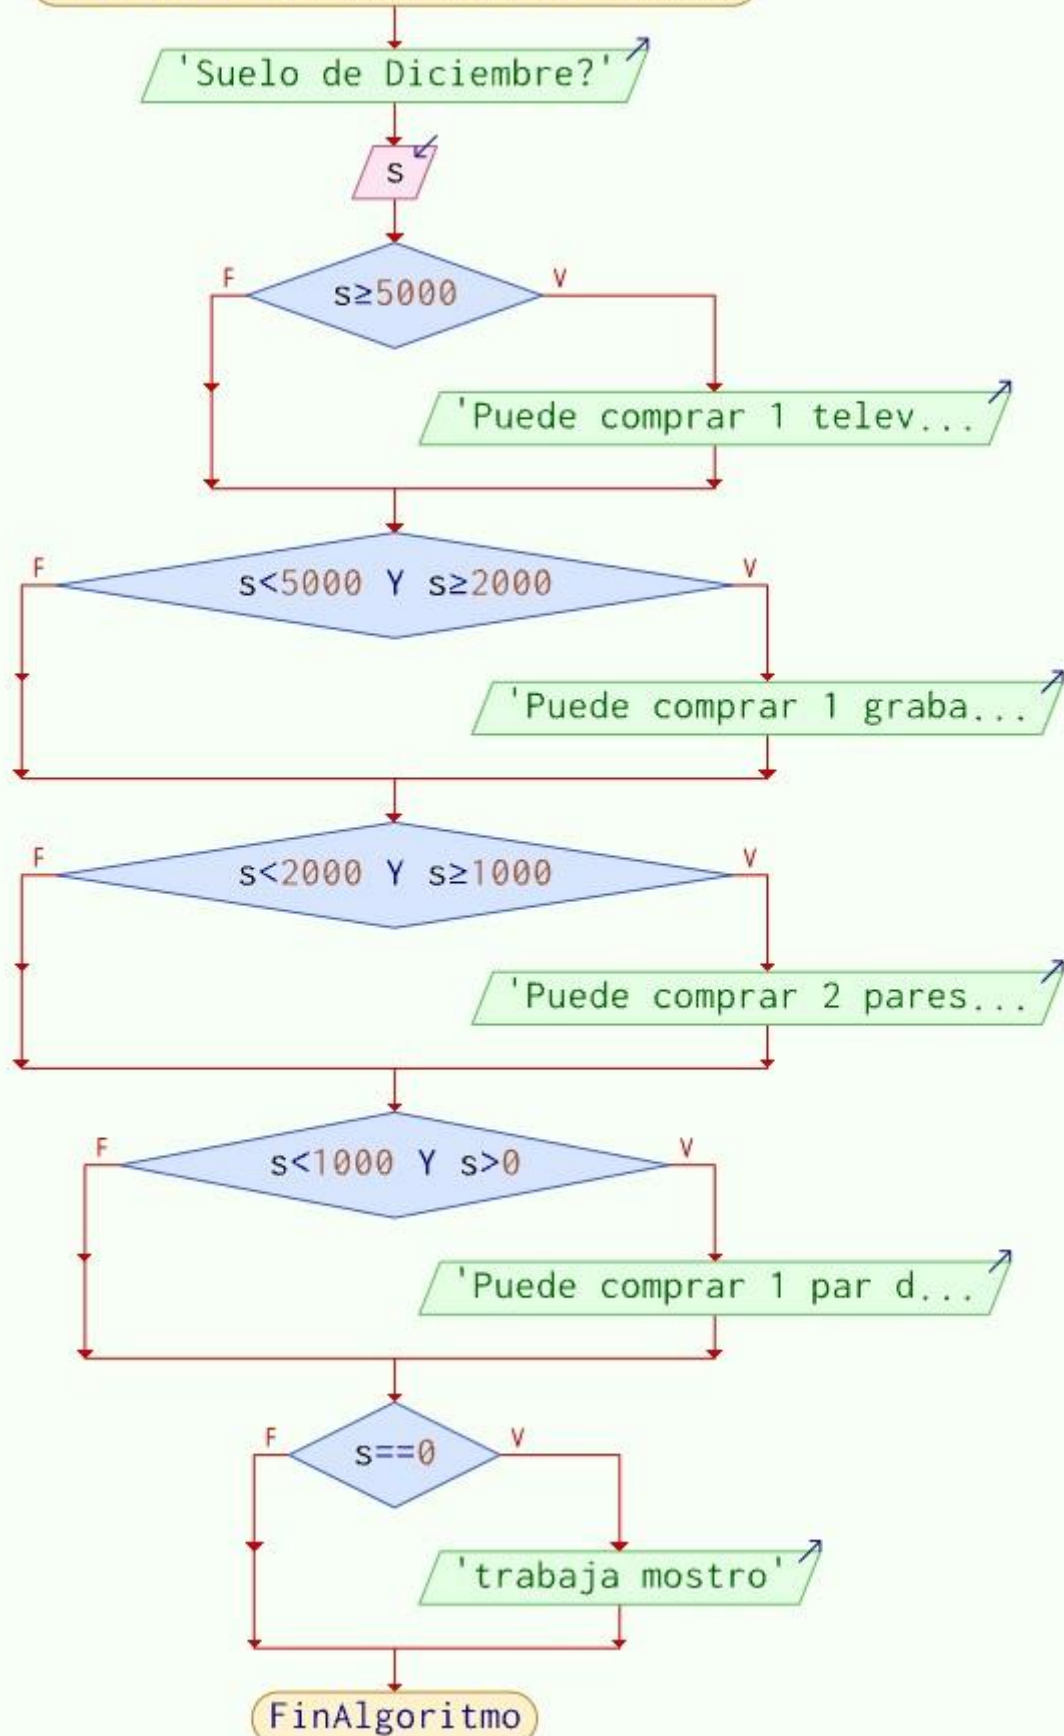 'Suelo de Diciembre?'
s
F
s≥5000
V
'Puede comprar 1 telev...
F
s<5000 Y s≥2000
V
'Puede comprar 1 graba...
F
s<2000 Y s≥1000
V
'Puede comprar 2 pares...
F
s<1000 Y s>0
V
'Puede comprar 1 par d...
F
s==0
V
'trabaja mostro'
FinAlgoritmo